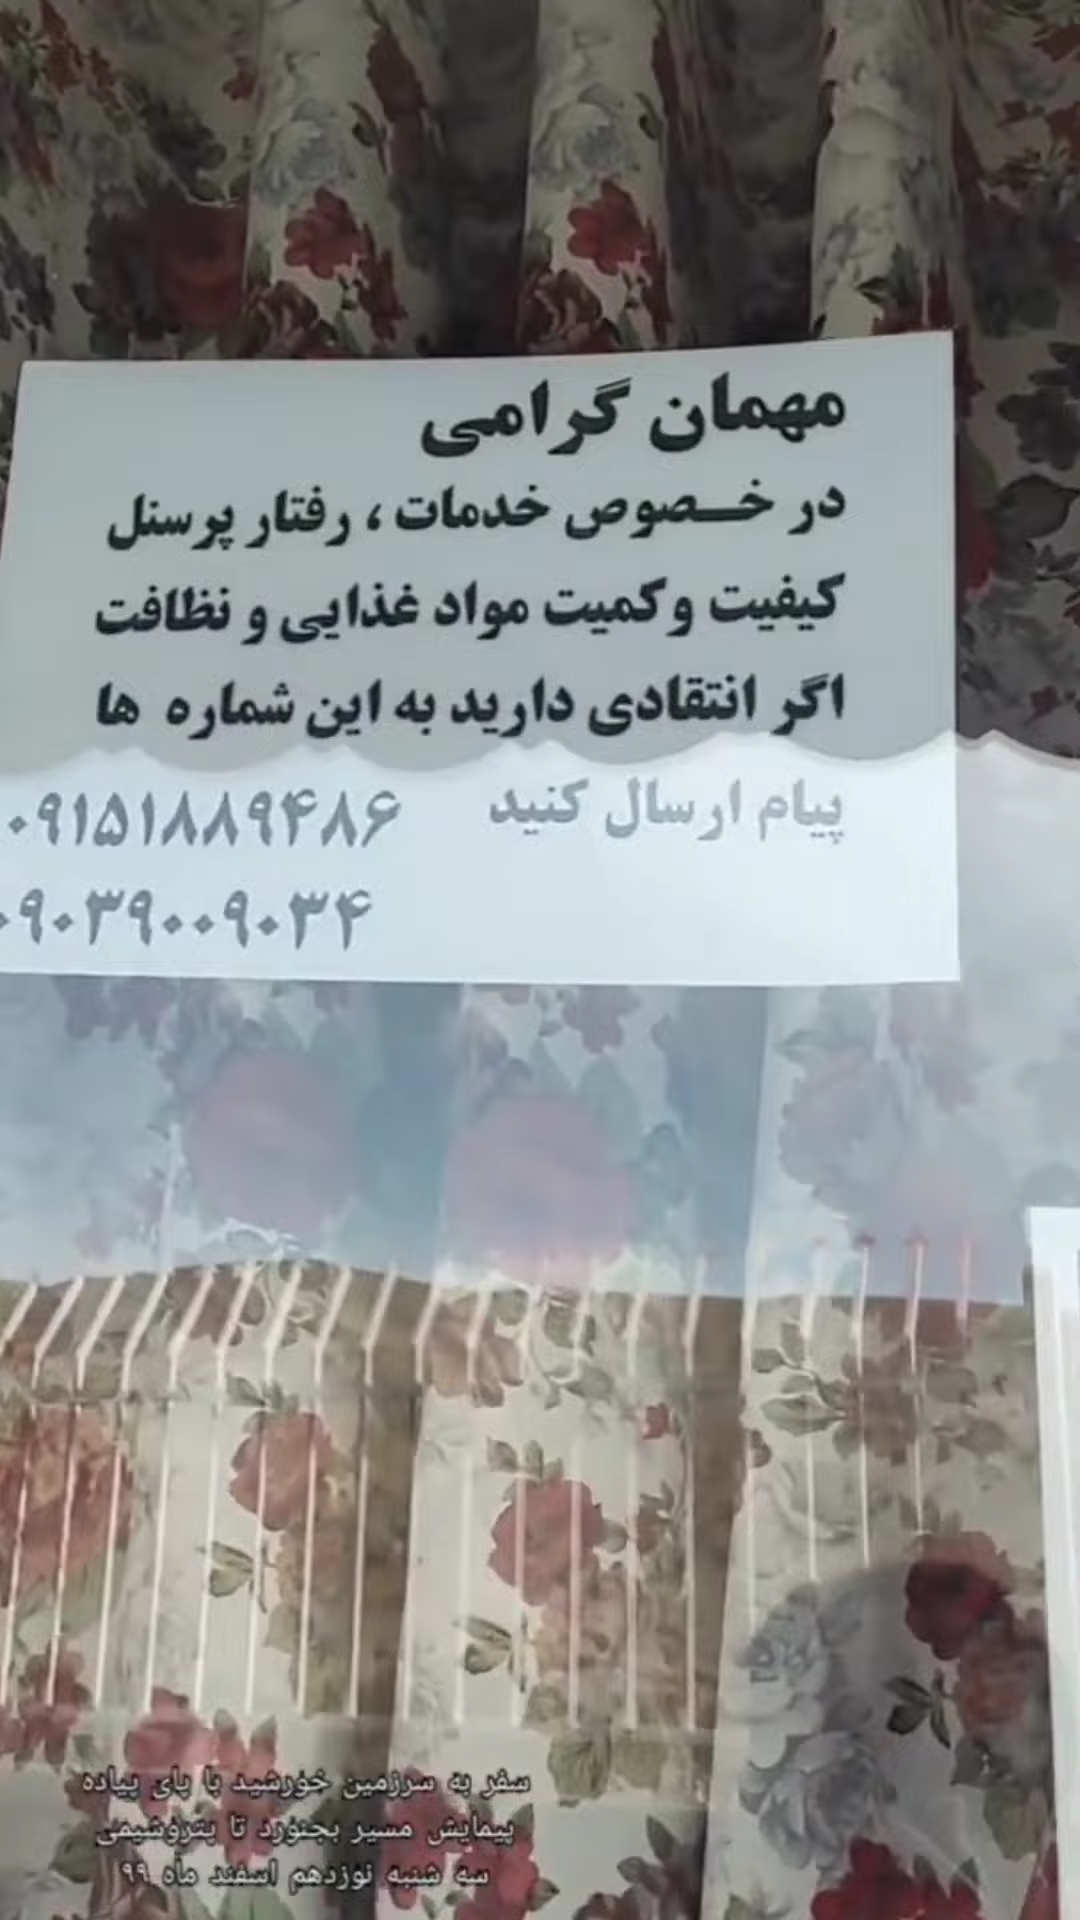 مهمان گرامی
در خـصوص خدمات ، رفتار پرسنل
کیفیت وکمیت مواد غذایی و نظافت
اگر انتقادی دارید به این شماره ها
پیام ارسال کنید ۰۹۱۵۱۸۸۹۴۸۶
۰۹۰۳۹۰۰۹۰۳۴
سفر به سرزمین خورشید با پای پیاده
پیمایش مسیر بجنورد تا پتروشیمی
سه شنبه نوزدهم اسفند ماه ۹۹